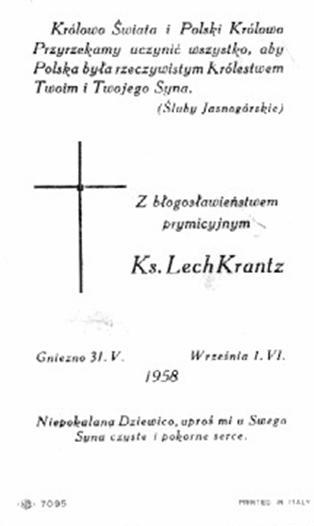 Królowo Świata i Polski Królowo
Przyrzekamy uczynić wszystko, aby
Polska była rzeczywistym Królestwem
Twoim i Twojego Syna.
(Śluby Jasnogórskie)
Z błogosławieństwem
prymicyjnym
Ks. Lech Krantz
Gniezno 31. V. Września 1. VI.
1958
Niepokalana Dziewico, uproś mi u Swego
Syna czyste i pokorne serce.
7095 PRINTED IN ITALY